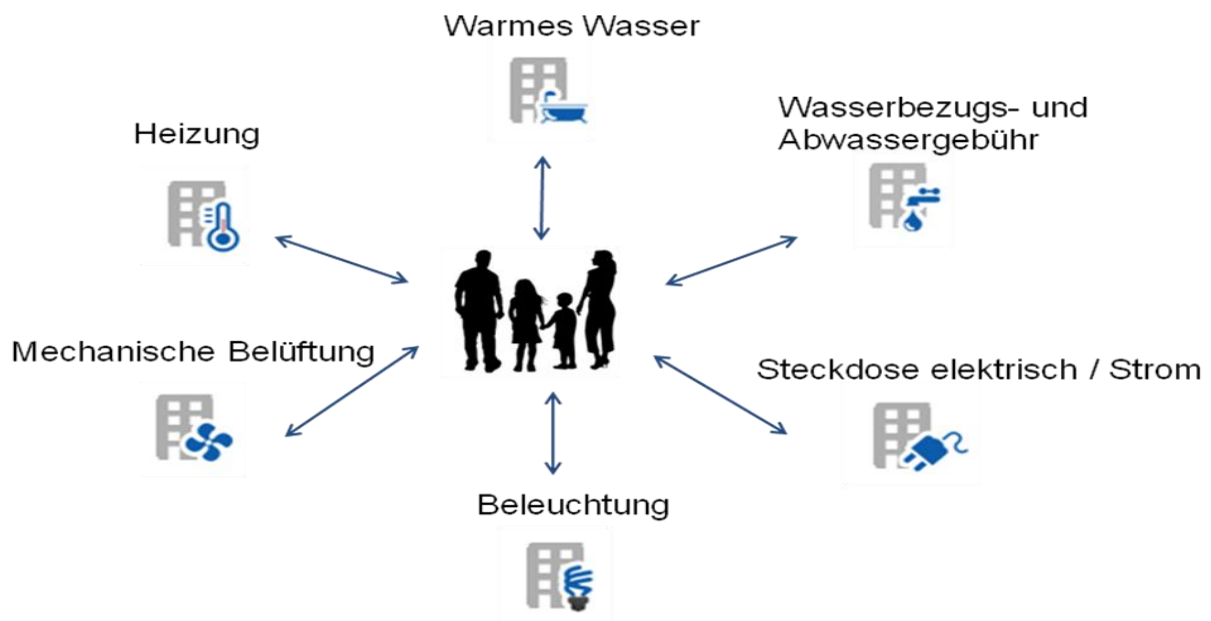 Warmes Wasser
Wasserbezugs- und
Abwassergebühr
Heizung
Mechanische Belüftung
Steckdose elektrisch / Strom
Beleuchtung